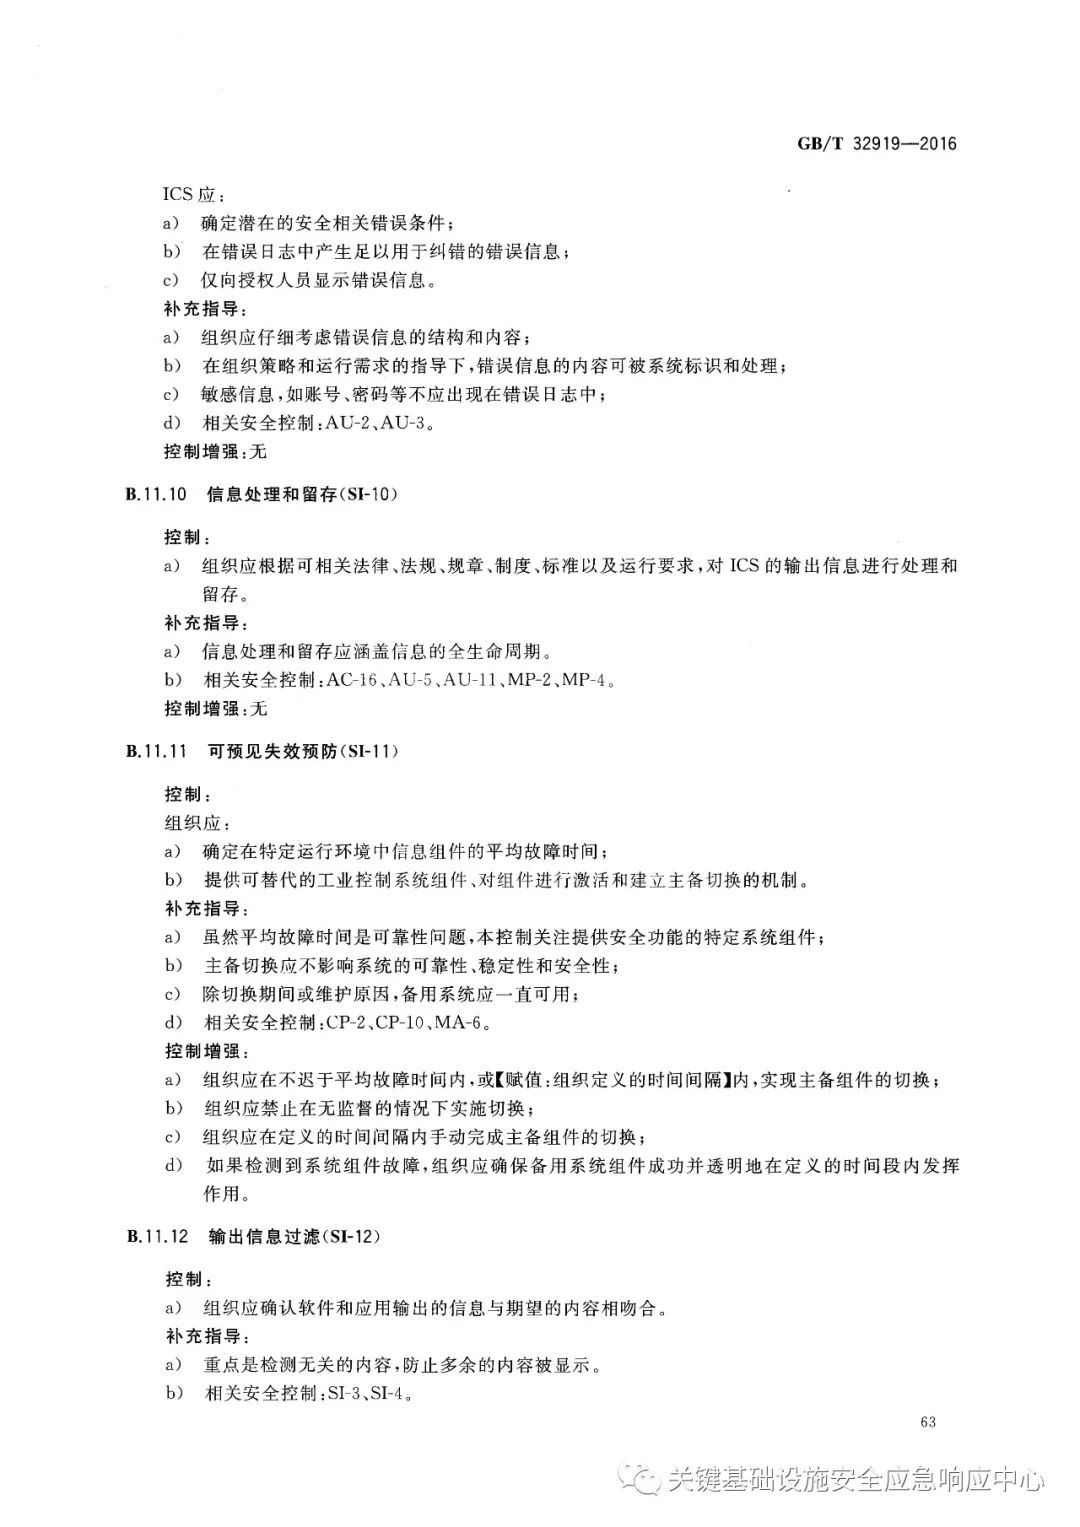 GB/T 32919—2016
ICS 应:
a) 确定潜在的安全相关错误条件;
b) 在错误日志中产生足以用于纠错的错误信息;
c) 仅向授权人员显示错误信息。
补充指导:
a) 组织应仔细考虑错误信息的结构和内容;
b) 在组织策略和运行需求的指导下,错误信息的内容可被系统标识和处理;
c) 敏感信息,如账号、密码等不应出现在错误日志中;
d) 相关安全控制:AU-2、AU-3。
控制增强:无
B.11.10 信息处理和留存(SI-10)
控制:
a) 组织应根据可相关法律、法规、规章、制度、标准以及运行要求,对 ICS 的输出信息进行处理和
留存。
补充指导:
a) 信息处理和留存应涵盖信息的全生命周期。
b) 相关安全控制:AC-16、AU-5、AU-11、MP-2、MP-4。
控制增强:无
B.11.11 可预见失效预防(SI-11)
控制:
组织应:
a) 确定在特定运行环境中信息组件的平均故障时间;
b) 提供可替代的工业控制系统组件、对组件进行激活和建立主备切换的机制。
补充指导:
a) 虽然平均故障时间是可靠性问题,本控制关注提供安全功能的特定系统组件;
b) 主备切换应不影响系统的可靠性、稳定性和安全性;
c) 除切换期间或维护原因,备用系统应一直可用;
d) 相关安全控制:CP-2、CP-10、MA-6。
控制增强:
a) 组织应在不迟于平均故障时间内,或【赋值:组织定义的时间间隔】内,实现主备组件的切换;
b) 组织应禁止在无监督的情况下实施切换;
c) 组织应在定义的时间间隔内手动完成主备组件的切换;
d) 如果检测到系统组件故障,组织应确保备用系统组件成功并透明地在定义的时间段内发挥
作用。
B.11.12 输出信息过滤(SI-12)
控制:
a) 组织应确认软件和应用输出的信息与期望的内容相吻合。
补充指导:
a) 重点是检测无关的内容,防止多余的内容被显示。
b) 相关安全控制:SI-3、SI-4。
63
关键基础设施安全应急响应中心